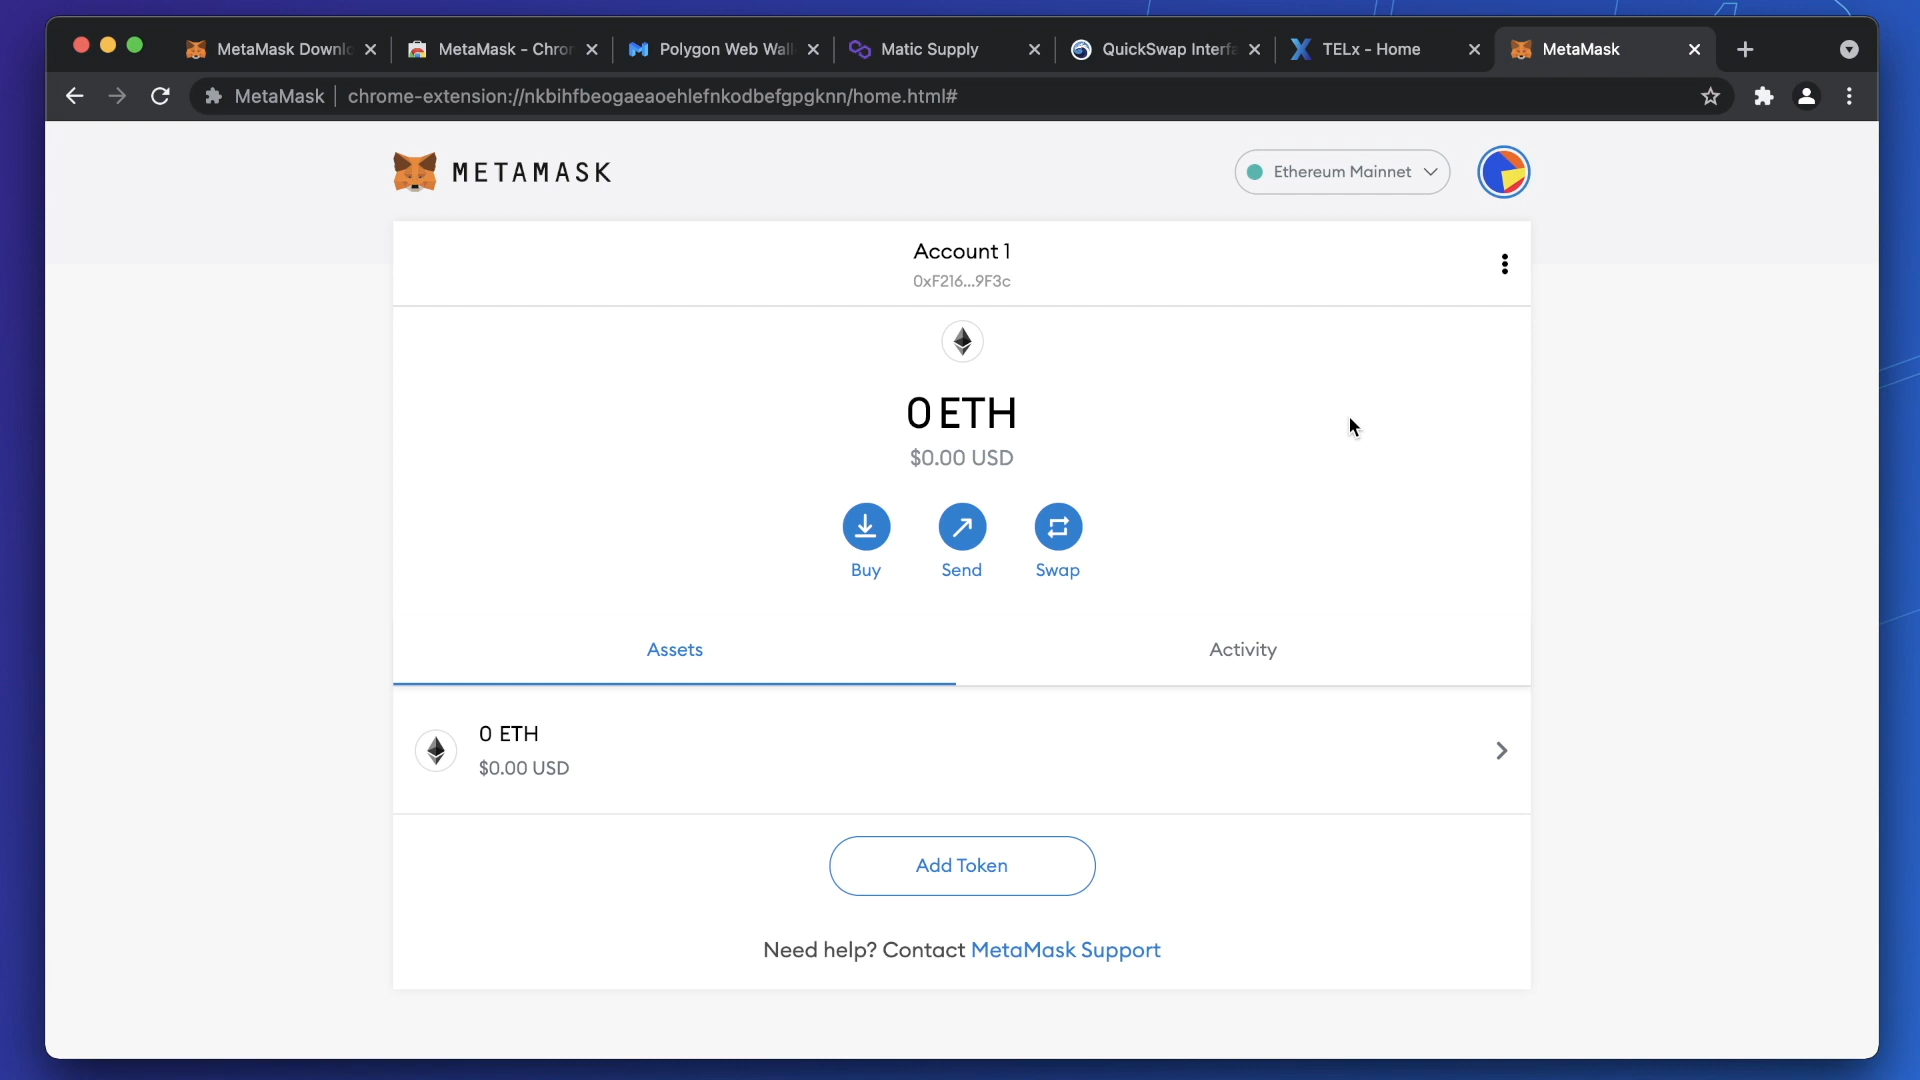 MetaMask Downlo
MetaMask - Chror
Polygon Web Wall
Matic Supply
QuickSwap Interfa
TELx - Home
MetaMask
MetaMask
chrome-extension://nkbihfbeogaeaoehlefnkodbefgpgknn/home.html#
METAMASK
Ethereum Mainnet
Account 1
0xF216...9F3c
0 ETH
$0.00 USD
Buy
Send
Swap
Assets
Activity
0 ETH
$0.00 USD
Add Token
Need help? Contact MetaMask Support